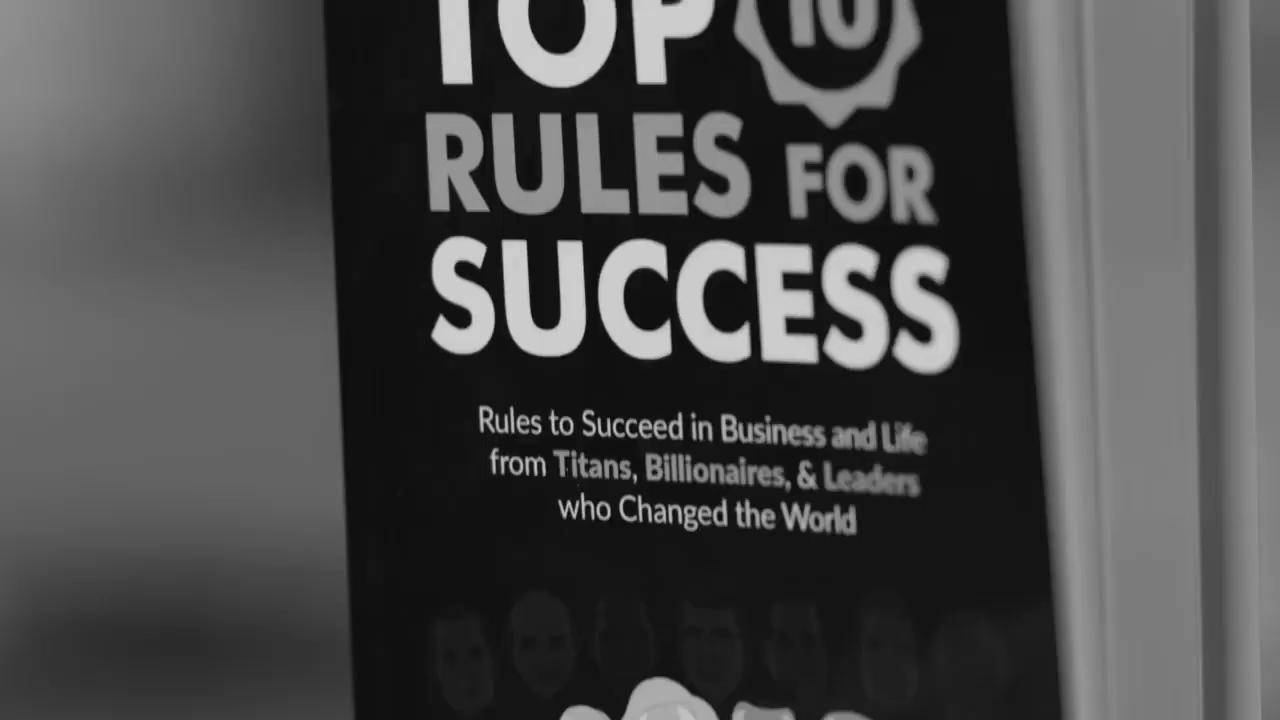 TOP 10
RULES FOR
SUCCESS
Rules to Succeed in Business and Life
from Titans, Billionaires, & Leaders
who Changed the World